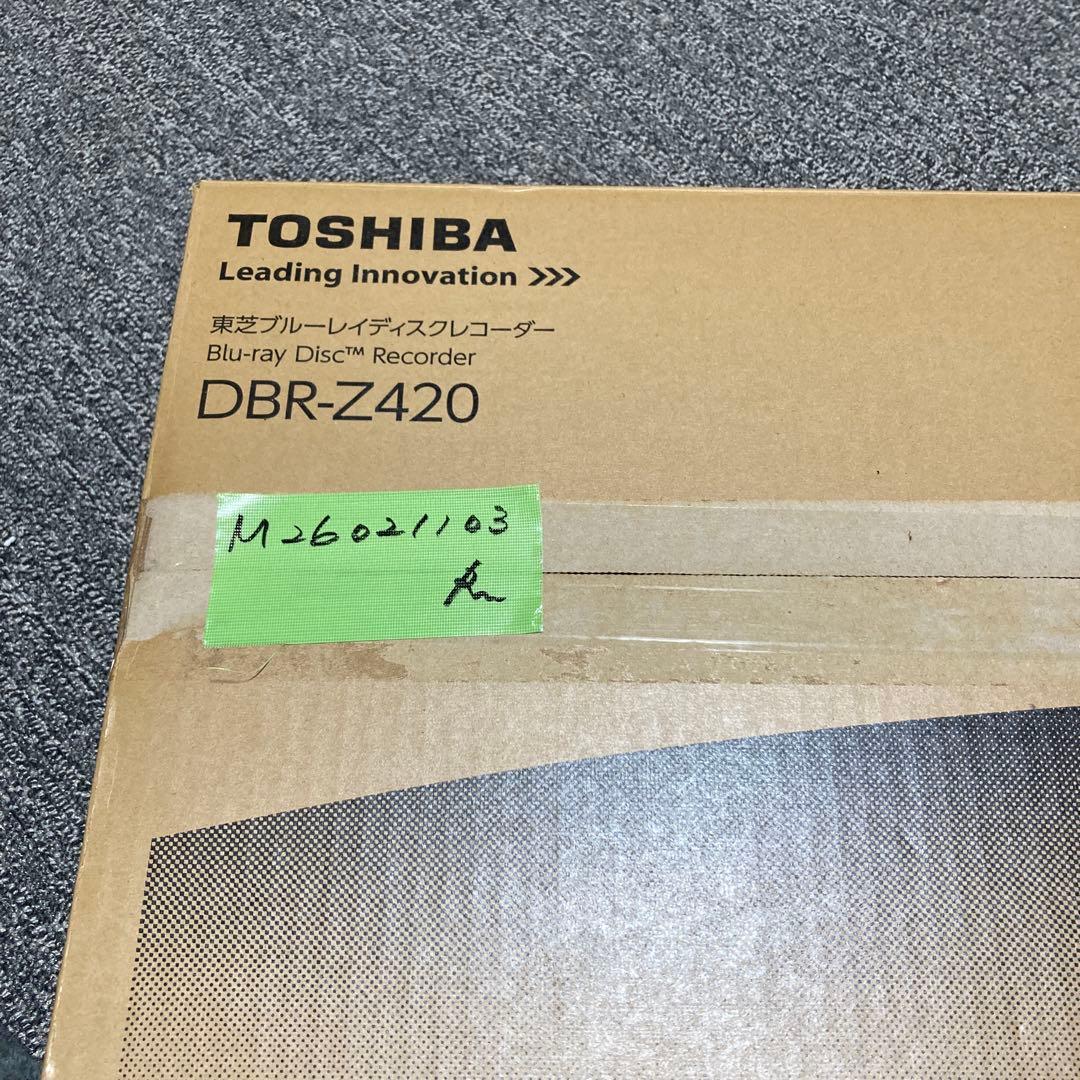 TOSHIBA
Leading Innovation >>>
東芝ブルーレイディスクレコーダー
Blu-ray Disc™ Recorder
DBR-Z420
M26021103